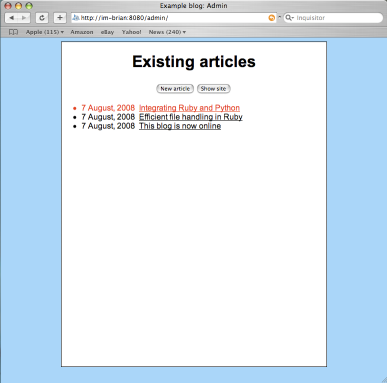 Example blog: Admin
http://im-brian:8080/admin/
Inquisitor
Apple (115) Amazon eBay Yahoo! News (240)
Existing articles
New article Show site
7 August, 2008 Integrating Ruby and Python
7 August, 2008 Efficient file handling in Ruby
7 August, 2008 This blog is now online